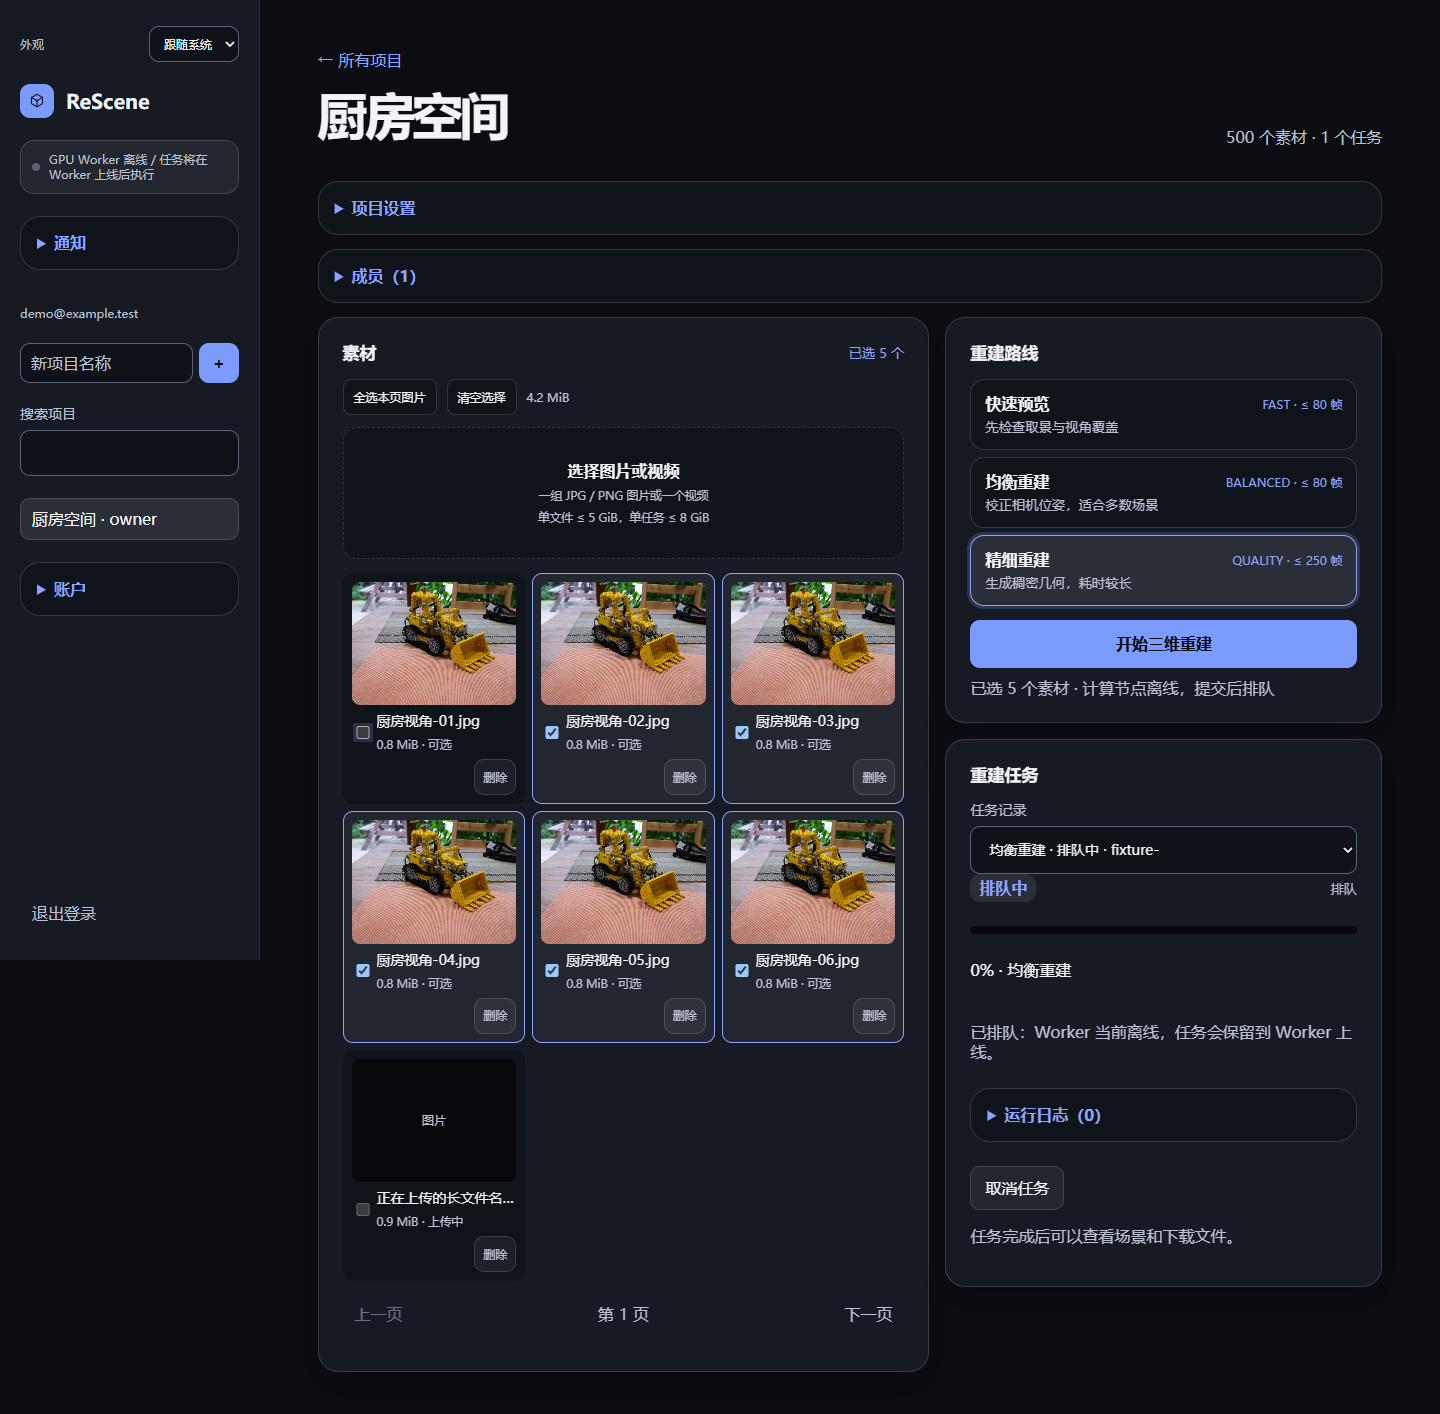 外观
跟随系统
ReScene
GPU Worker 离线 / 任务将在
Worker 上线后执行
▶ 通知
demo@example.test
新项目名称
+
搜索项目
厨房空间 · owner
▶ 账户
退出登录
← 所有项目
厨房空间
500 个素材 · 1 个任务
▶ 项目设置
▶ 成员（1）
素材
已选 5 个
全选本页图片
清空选择
4.2 MiB
选择图片或视频
一组 JPG / PNG 图片或一个视频
单文件 ≤ 5 GiB，单任务 ≤ 8 GiB
厨房视角-01.jpg
0.8 MiB · 可选
删除
厨房视角-02.jpg
0.8 MiB · 可选
删除
厨房视角-03.jpg
0.8 MiB · 可选
删除
厨房视角-04.jpg
0.8 MiB · 可选
删除
厨房视角-05.jpg
0.8 MiB · 可选
删除
厨房视角-06.jpg
0.8 MiB · 可选
删除
图片
正在上传的长文件名...
0.9 MiB · 上传中
删除
上一页
第 1 页
下一页
重建路线
快速预览
FAST · ≤ 80 帧
先检查取景与视角覆盖
均衡重建
BALANCED · ≤ 80 帧
校正相机位姿，适合多数场景
精细重建
QUALITY · ≤ 250 帧
生成稠密几何，耗时较长
开始三维重建
已选 5 个素材 · 计算节点离线，提交后排队
重建任务
任务记录
均衡重建 · 排队中 · fixture-
排队中
排队
0% · 均衡重建
已排队：Worker 当前离线，任务会保留到 Worker 上
线。
▶ 运行日志（0）
取消任务
任务完成后可以查看场景和下载文件。